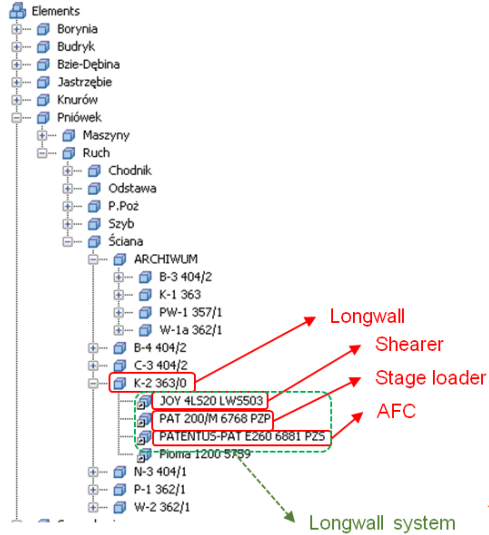 Elements
Borynia
Budryk
Bzie-Dębina
Jastrzębie
Knurów
Pniówek
Maszyny
Ruch
Chodnik
Odstawa
P.Poż
Szyb
Ściana
ARCHIWUM
B-3 404/2
K-1 363
PW-1 357/1
W-1a 362/1
B-4 404/2
C-3 404/2
K-2 363/0
JOY 4LS20 LWS503
PAT 200/M 6768 PZP
PATENTUS-PAT E260 6881 PZS
Pioma 1200 5759
N-3 404/1
P-1 362/1
W-2 362/1
Longwall
Shearer
Stage loader
AFC
Longwall system